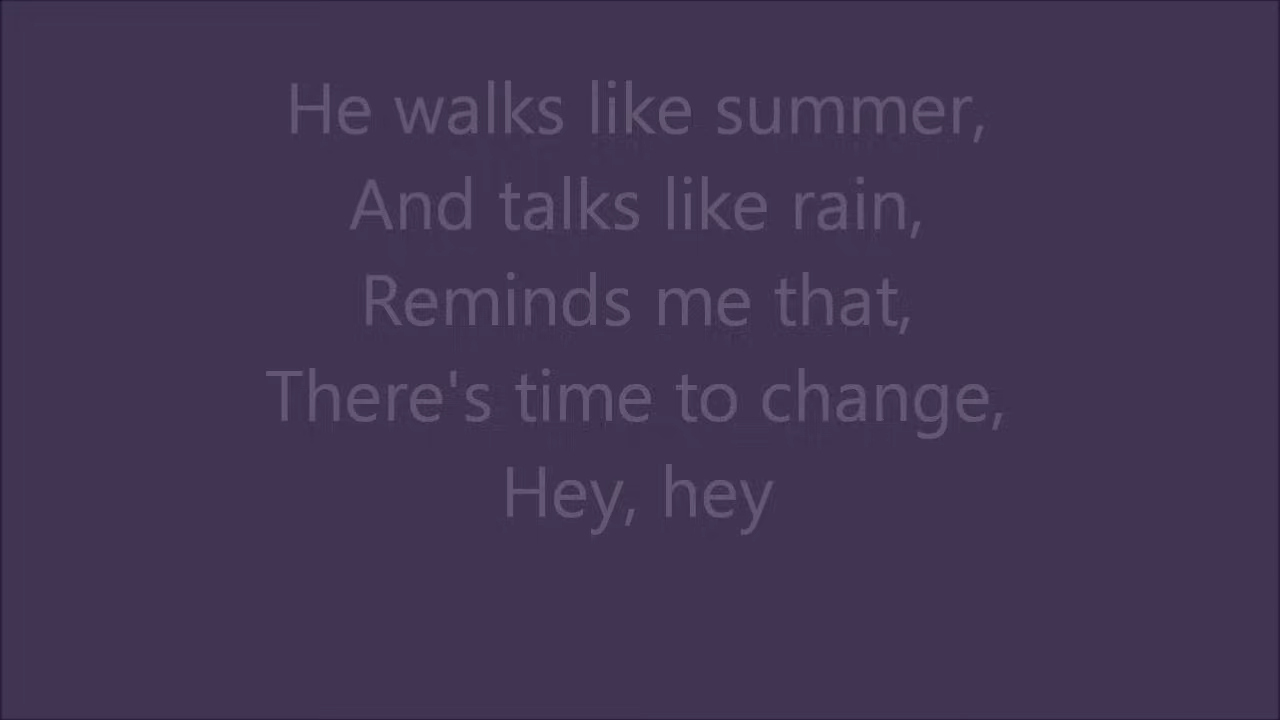 He walks like summer,
And talks like rain,
Reminds me that,
There's time to change,
Hey, hey